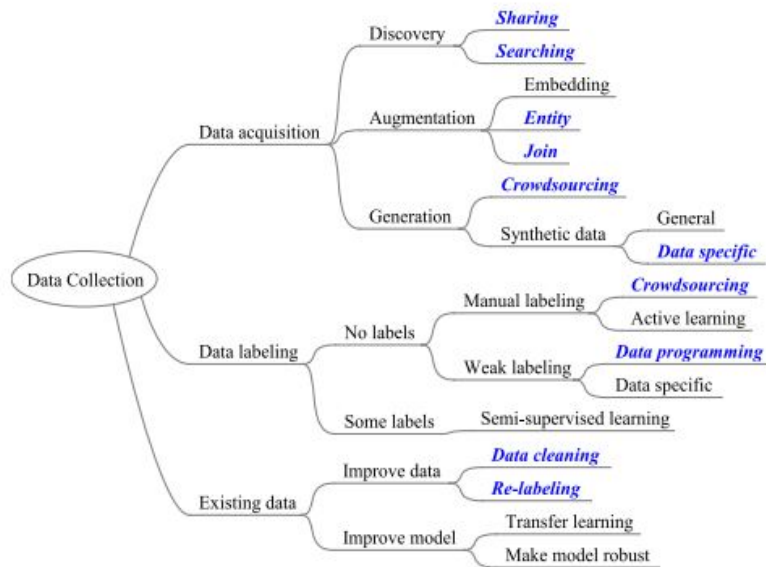 Data Collection
Data acquisition
Discovery
Sharing
Searching
Augmentation
Embedding
Entity
Join
Generation
Crowdsourcing
Synthetic data
General
Data specific
Data labeling
No labels
Manual labeling
Crowdsourcing
Active learning
Weak labeling
Data programming
Data specific
Some labels
Semi-supervised learning
Existing data
Improve data
Data cleaning
Re-labeling
Improve model
Transfer learning
Make model robust